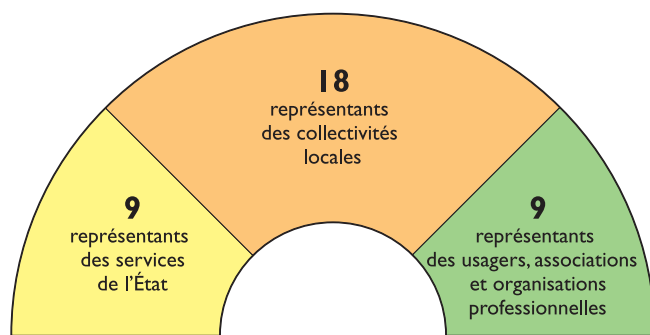 18
représentants
des collectivités
locales
9
représentants
des services
de l'État
9
représentants
des usagers, associations
et organisations
professionnelles